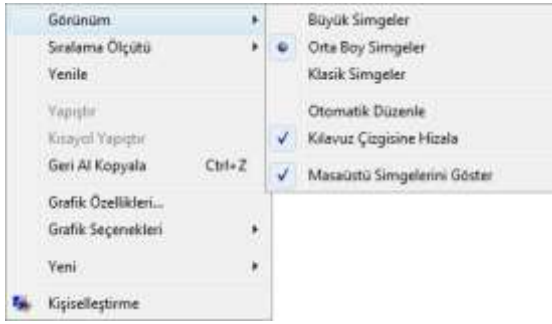 Görünüm
Sıralama Ölçütü
Yenile
Yapıştır
Kısayol Yapıştır
Geri Al Kopyala Ctrl+Z
Grafik Özellikleri...
Grafik Seçenekleri
Yeni
Kişiselleştirme
Büyük Simgeler
Orta Boy Simgeler
Klasik Simgeler
Otomatik Düzenle
Kılavuz Çizgisine Hizala
Masaüstü Simgelerini Göster